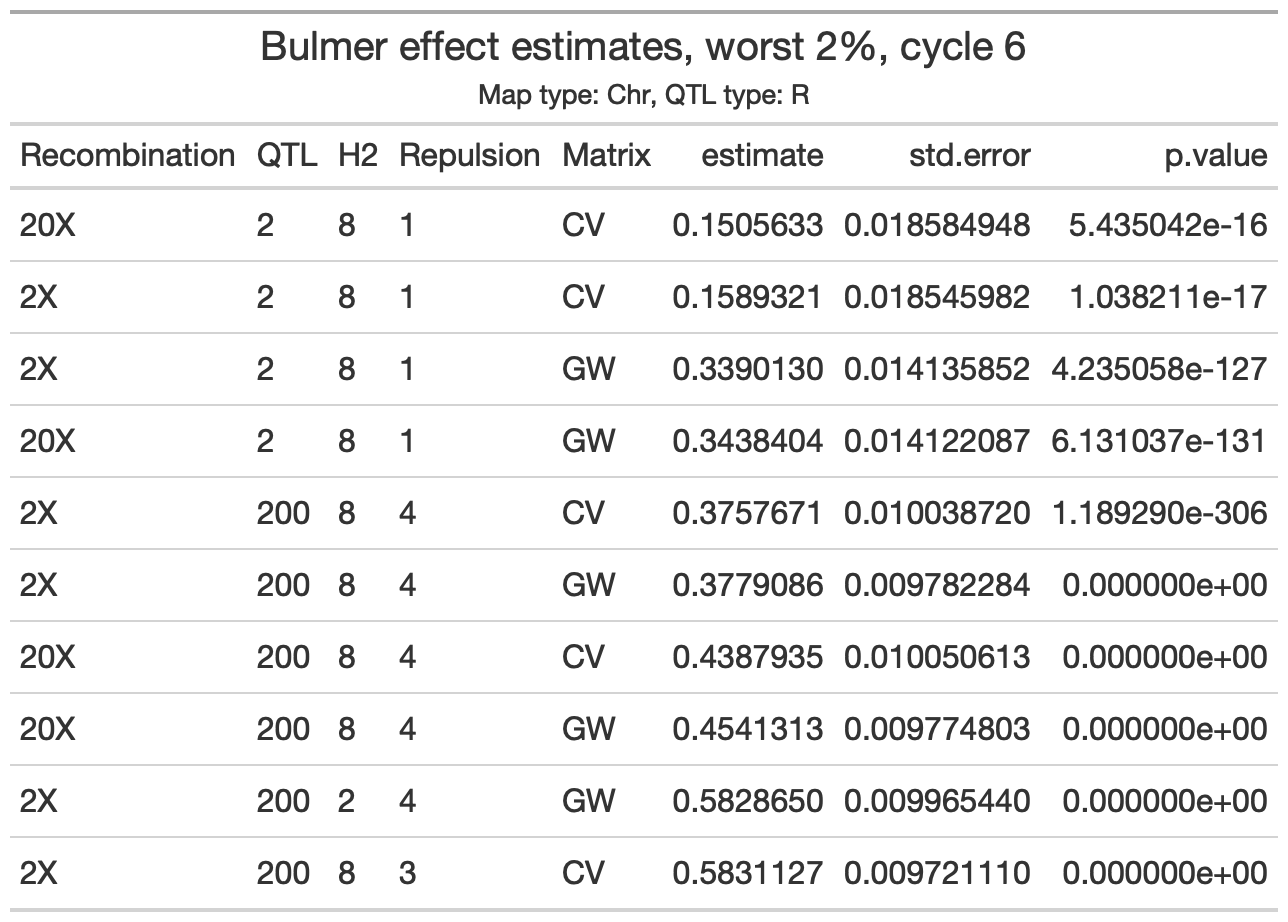 Bulmer effect estimates, worst 2%, cycle 6
Map type: Chr, QTL type: R
Recombination QTL H2 Repulsion Matrix estimate std.error p.value
20X 2 8 1 CV 0.1505633 0.018584948 5.435042e-16
2X 2 8 1 CV 0.1589321 0.018545982 1.038211e-17
2X 2 8 1 GW 0.3390130 0.014135852 4.235058e-127
20X 2 8 1 GW 0.3438404 0.014122087 6.131037e-131
2X 200 8 4 CV 0.3757671 0.010038720 1.189290e-306
2X 200 8 4 GW 0.3779086 0.009782284 0.000000e+00
20X 200 8 4 CV 0.4387935 0.010050613 0.000000e+00
20X 200 8 4 GW 0.4541313 0.009774803 0.000000e+00
2X 200 2 4 GW 0.5828650 0.009965440 0.000000e+00
2X 200 8 3 CV 0.5831127 0.009721110 0.000000e+00